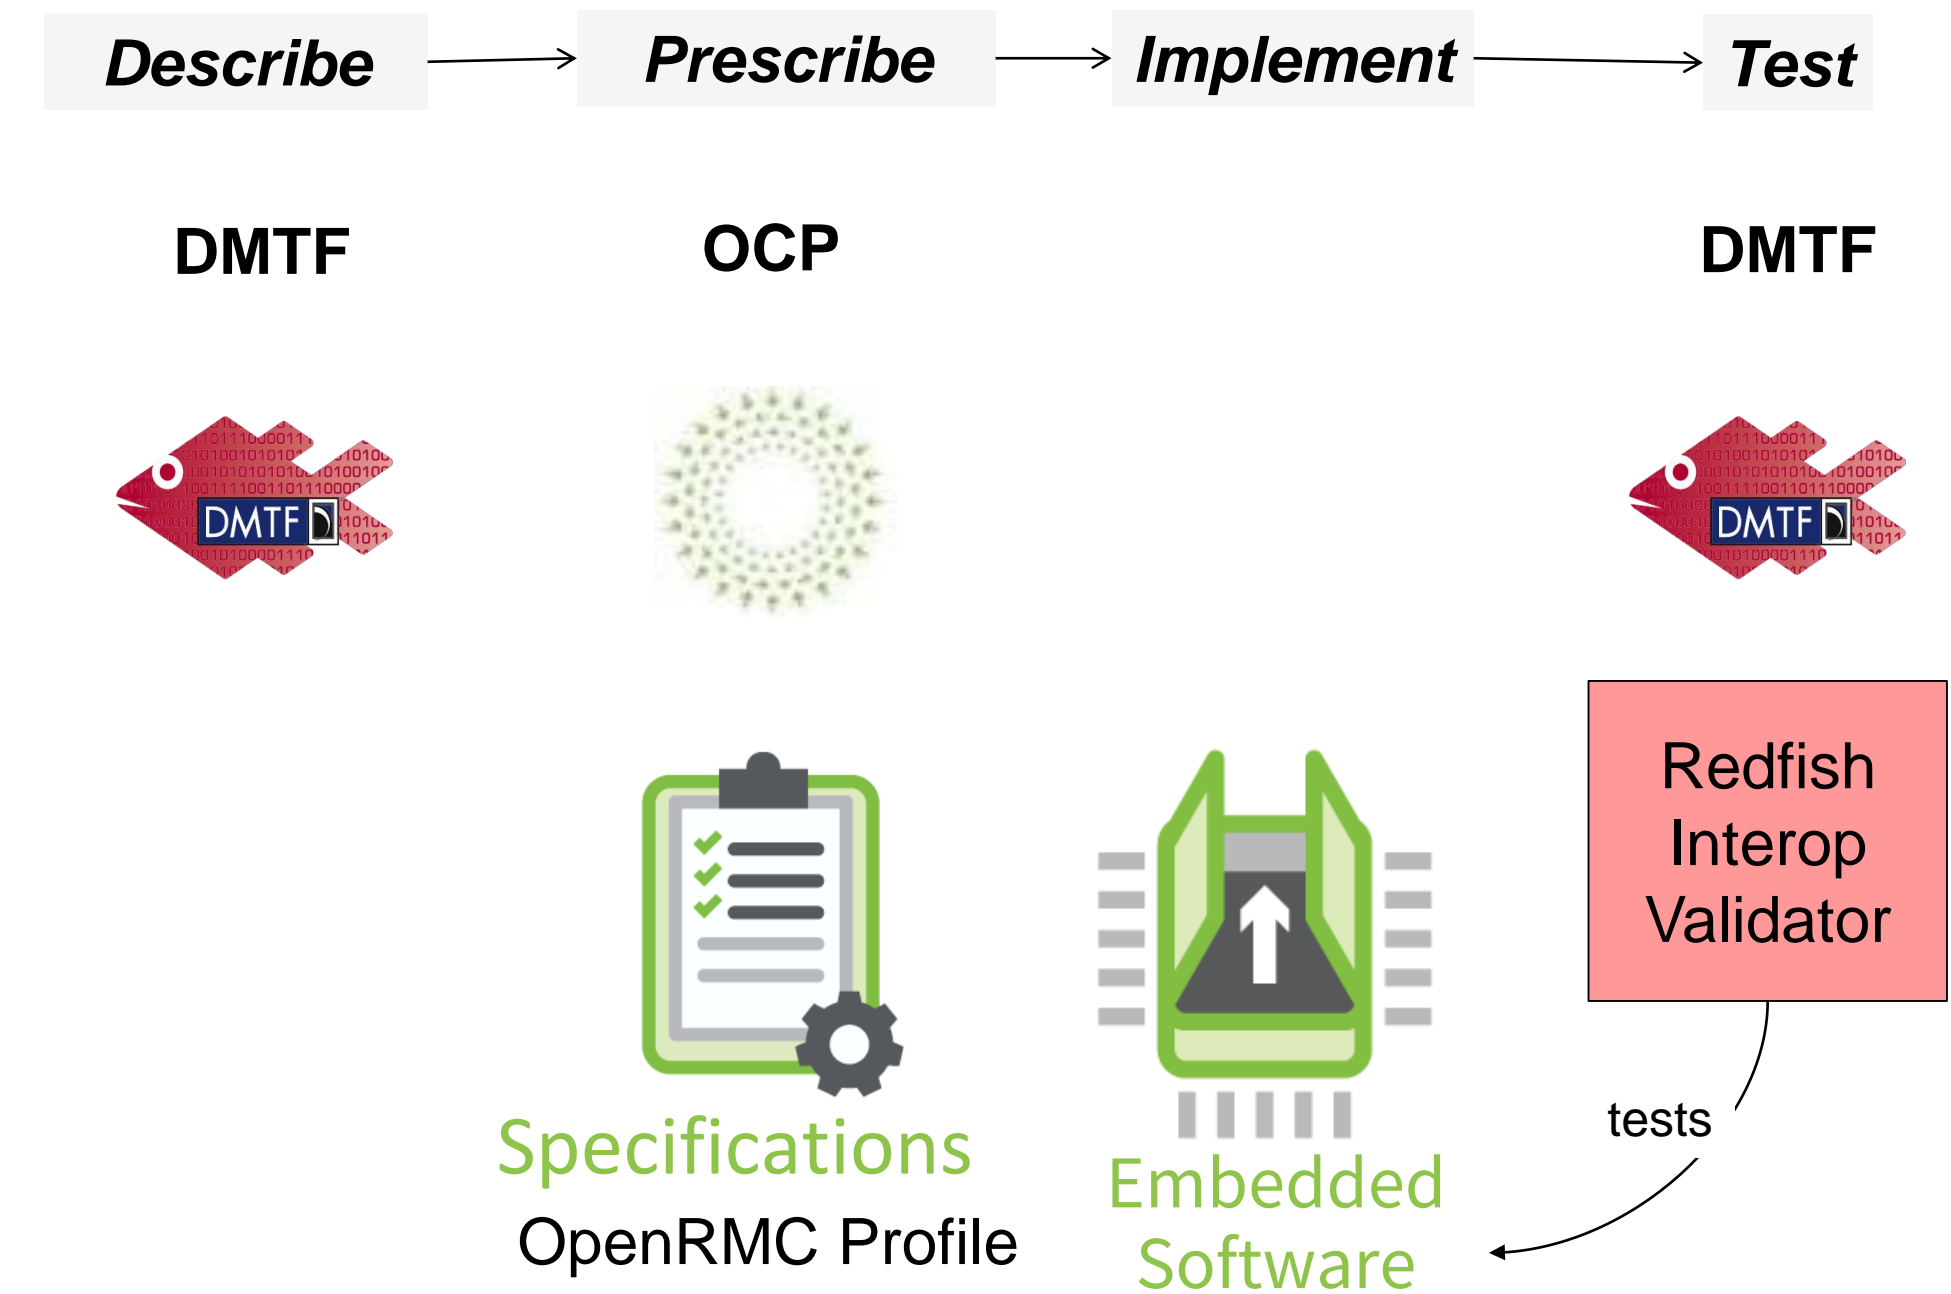 Describe
Prescribe
Implement
Test
DMTF
OCP
DMTF
DMTF
DMTF
Redfish
Interop
Validator
tests
Specifications
OpenRMC Profile
Embedded
Software